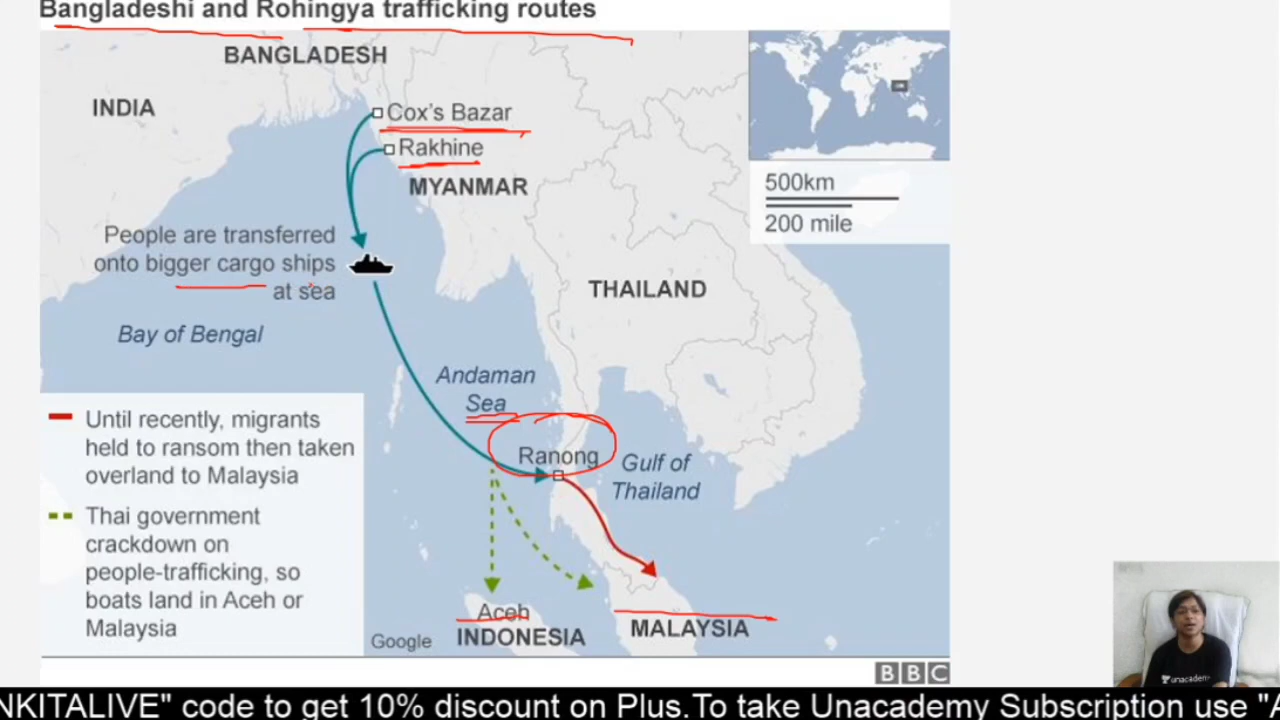 Bangladeshi and Rohingya trafficking routes
BANGLADESH
INDIA
Cox's Bazar
Rakhine
MYANMAR
500km
200 mile
People are transferred
onto bigger cargo ships
at sea
THAILAND
Bay of Bengal
Andaman
Sea
Ranong
Gulf of
Thailand
Until recently, migrants
held to ransom then taken
overland to Malaysia
Thai government
crackdown on
people-trafficking, so
boats land in Aceh or
Malaysia
Aceh
INDONESIA
MALAYSIA
Google
BBC
unacademy
NKITALIVE" code to get 10% discount on Plus.To take Unacademy Subscription use "A